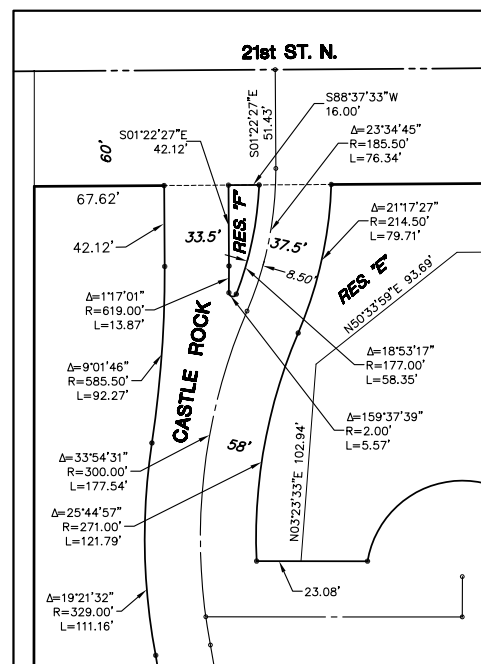 21st ST. N.
S88°37'33"W
16.00'
S01°22'27"E
51.43'
S01°22'27"E
42.12'
60'
Δ=23°34'45"
R=185.50'
L=76.34'
67.62'
42.12'
33.5'
RES. "F"
37.5'
8.50'
Δ=21°17'27"
R=214.50'
L=79.71'
RES. "E"
N50°33'59"E 93.69'
Δ=1°17'01"
R=619.00'
L=13.87'
Δ=18°53'17"
R=177.00'
L=58.35'
Δ=9°01'46"
R=585.50'
L=92.27'
CASTLE ROCK
Δ=159°37'39"
R=2.00'
L=5.57'
58'
Δ=33°54'31"
R=300.00'
L=177.54'
N03°23'33"E 102.94'
Δ=25°44'57"
R=271.00'
L=121.79'
23.08'
Δ=19°21'32"
R=329.00'
L=111.16'